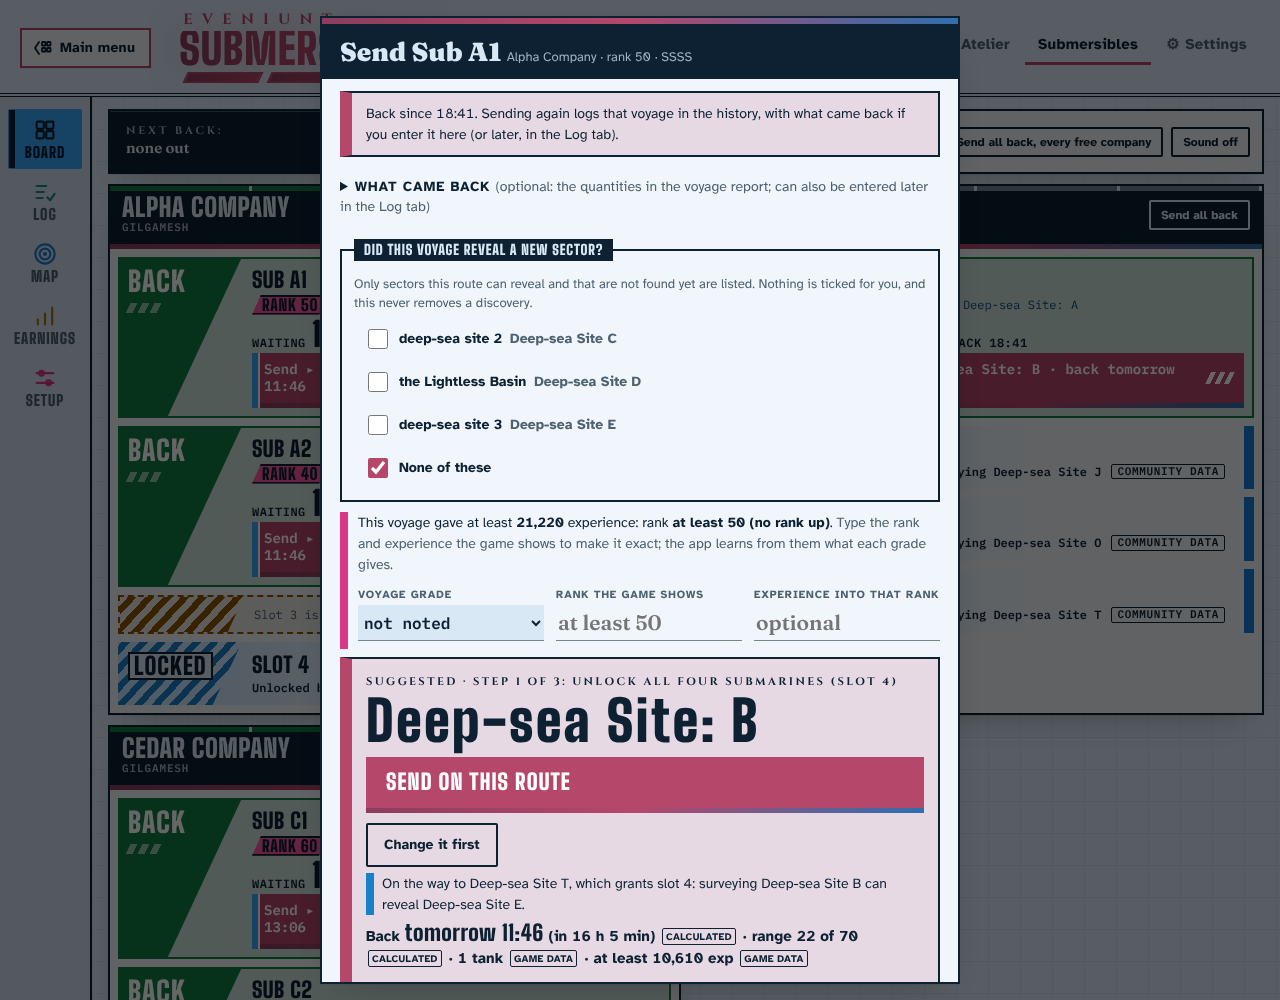 Main menu
EVENIUNT
SUBMERS
Atelier
Submersibles
Settings
BOARD
LOG
MAP
EARNINGS
SETUP
NEXT BACK:
none out
Send all back, every free company
Sound off
ALPHA COMPANY
GILGAMESH
Send all back
BACK
SUB A1
RANK 50
WAITING
Send ▸
11:46
BACK
SUB A2
RANK 40
WAITING
Send ▸
11:46
Slot 3 is
LOCKED
SLOT 4
CEDAR COMPANY
GILGAMESH
BACK
SUB C1
RANK 60
WAITING
Send ▸
13:06
BACK
SUB C2
Deep-sea Site: A
18:41
Site: B · back tomorrow
Deep-sea Site J COMMUNITY DATA
Deep-sea Site O COMMUNITY DATA
Deep-sea Site T COMMUNITY DATA
Send Sub A1 Alpha Company · rank 50 · SSSS
Back since 18:41. Sending again logs that voyage in the history, with what came back if
you enter it here (or later, in the Log tab).
▶ WHAT CAME BACK (optional: the quantities in the voyage report; can also be entered later
in the Log tab)
DID THIS VOYAGE REVEAL A NEW SECTOR?
Only sectors this route can reveal and that are not found yet are listed. Nothing is ticked for you, and
this never removes a discovery.
deep-sea site 2 Deep-sea Site C
the Lightless Basin Deep-sea Site D
deep-sea site 3 Deep-sea Site E
None of these
This voyage gave at least 21,220 experience: rank at least 50 (no rank up). Type the rank
and experience the game shows to make it exact; the app learns from them what each grade
gives.
VOYAGE GRADE
RANK THE GAME SHOWS
EXPERIENCE INTO THAT RANK
not noted
at least 50
optional
SUGGESTED · STEP 1 OF 3: UNLOCK ALL FOUR SUBMARINES (SLOT 4)
Deep-sea Site: B
SEND ON THIS ROUTE
Change it first
On the way to Deep-sea Site T, which grants slot 4: surveying Deep-sea Site B can
reveal Deep-sea Site E.
Back tomorrow 11:46 (in 16 h 5 min) CALCULATED · range 22 of 70
CALCULATED · 1 tank GAME DATA · at least 10,610 exp GAME DATA